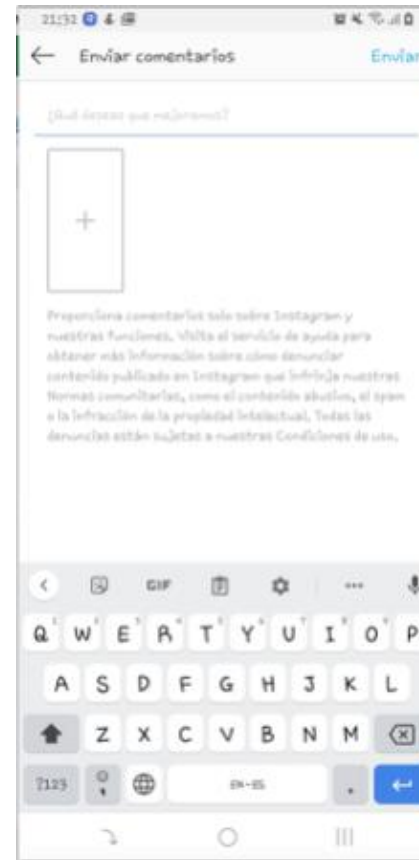 21:32
Enviar comentarios
Enviar
¿Qué deseas que mejoremos?
+
Proporciona comentarios solo sobre Instagram y
nuestras funciones. Visita el servicio de ayuda para
obtener más información sobre cómo denunciar
contenido publicado en Instagram que infrinja nuestras
Normas comunitarias, como el contenido abusivo, el spam
o la infracción de la propiedad intelectual. Todas las
denuncias están sujetas a nuestras Condiciones de uso.
GIF
Q W E R T Y U I O P
A S D F G H J K L
Z X C V B N M
?123 , EN-ES .